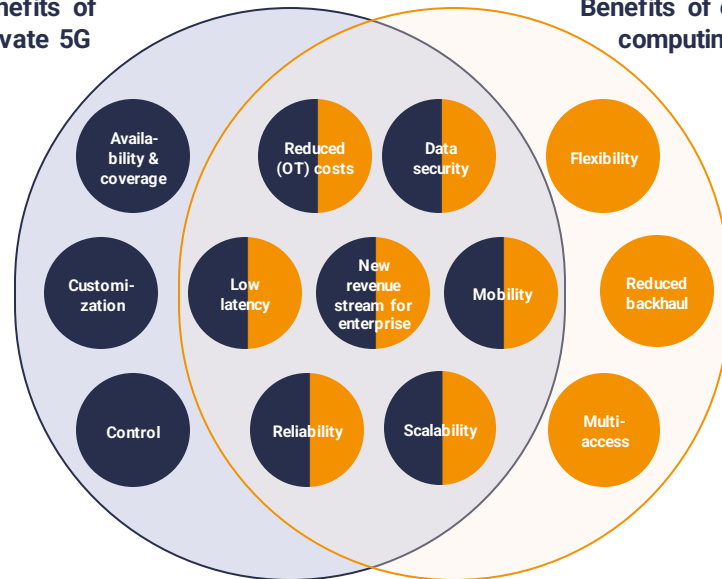 nefits of
vate 5G
Benefits of
computin
Availa-
bility &
coverage
Reduced
(OT) costs
Data
security
Flexibility
Customi-
zation
Low
latency
New
revenue
stream for
enterprise
Mobility
Reduced
backhaul
Control
Reliability
Scalability
Multi-
access